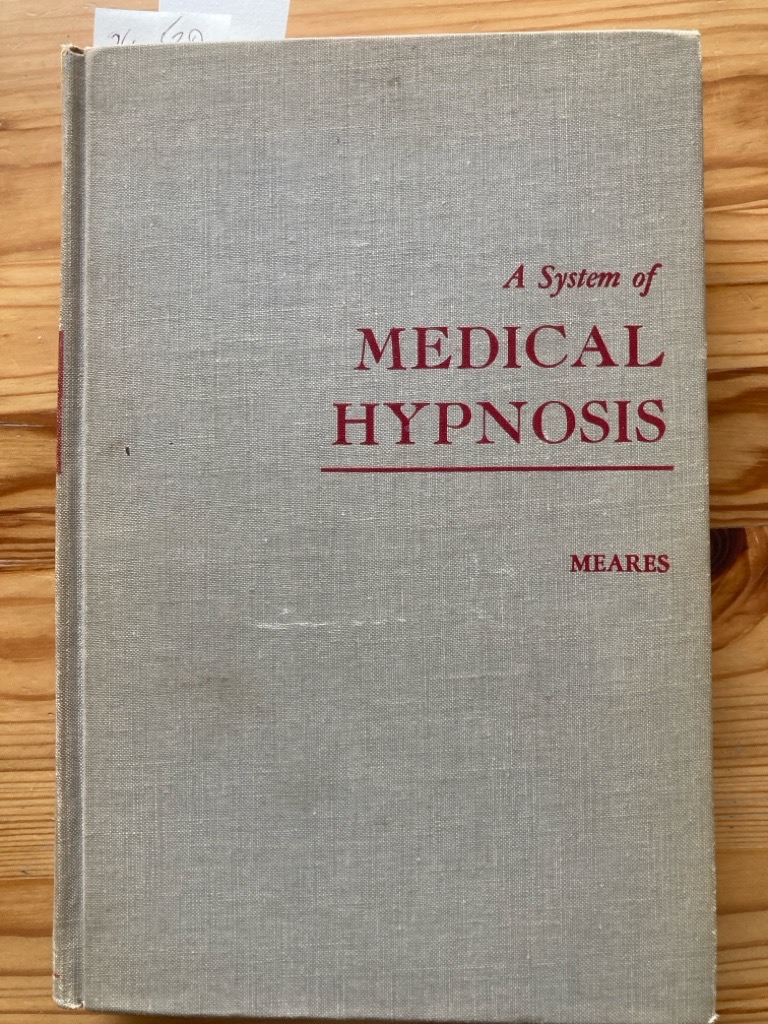 A System of
MEDICAL
HYPNOSIS
MEARES